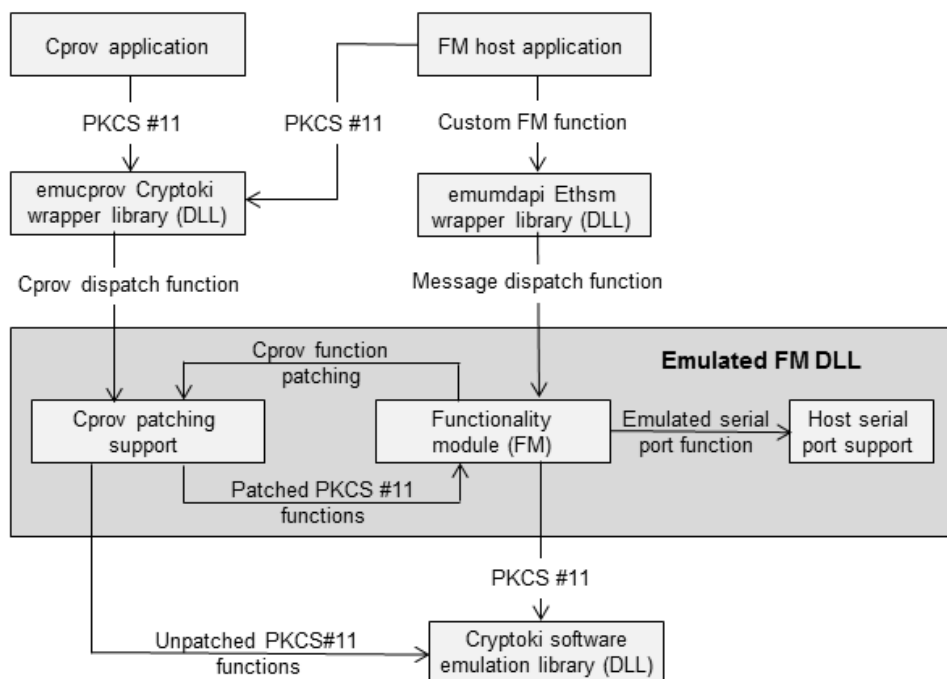 Cprov application
FM host application
PKCS #11
PKCS #11
Custom FM function
emucprov Cryptoki
wrapper library (DLL)
emumdapi Ethsm
wrapper library (DLL)
Cprov dispatch function
Message dispatch function
Emulated FM DLL
Cprov function
patching
Cprov patching
support
Functionality
module (FM)
Emulated serial
port function
Host serial
port support
Patched PKCS #11
functions
PKCS #11
Unpatched PKCS#11
functions
Cryptoki software
emulation library (DLL)